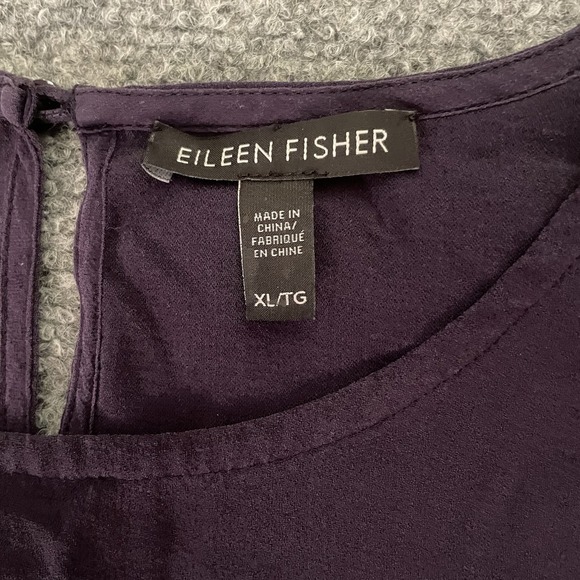 EILEEN FISHER
MADE IN
CHINA/
FABRIQUÉ
EN CHINE
XL/TG